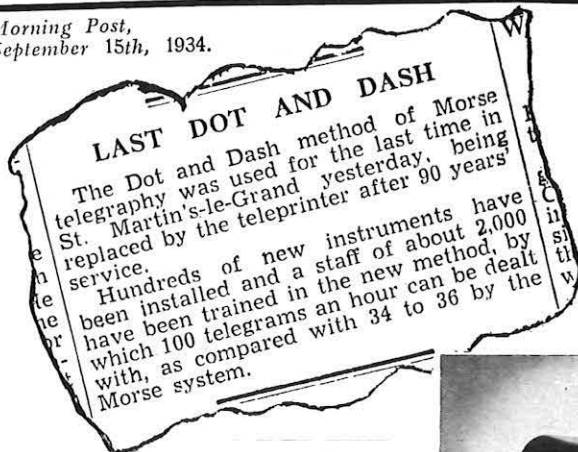 Morning Post,
September 15th, 1934.
LAST DOT AND DASH
The Dot and Dash method of Morse
telegraphy was used for the last time in
St. Martin's-le-Grand yesterday, being
replaced by the teleprinter after 90 years'
service.
Hundreds of new instruments have
been installed and a staff of about 2,000
have been trained in the new method, by
which 100 telegrams an hour can be dealt
with, as compared with 34 to 36 by the
Morse system.